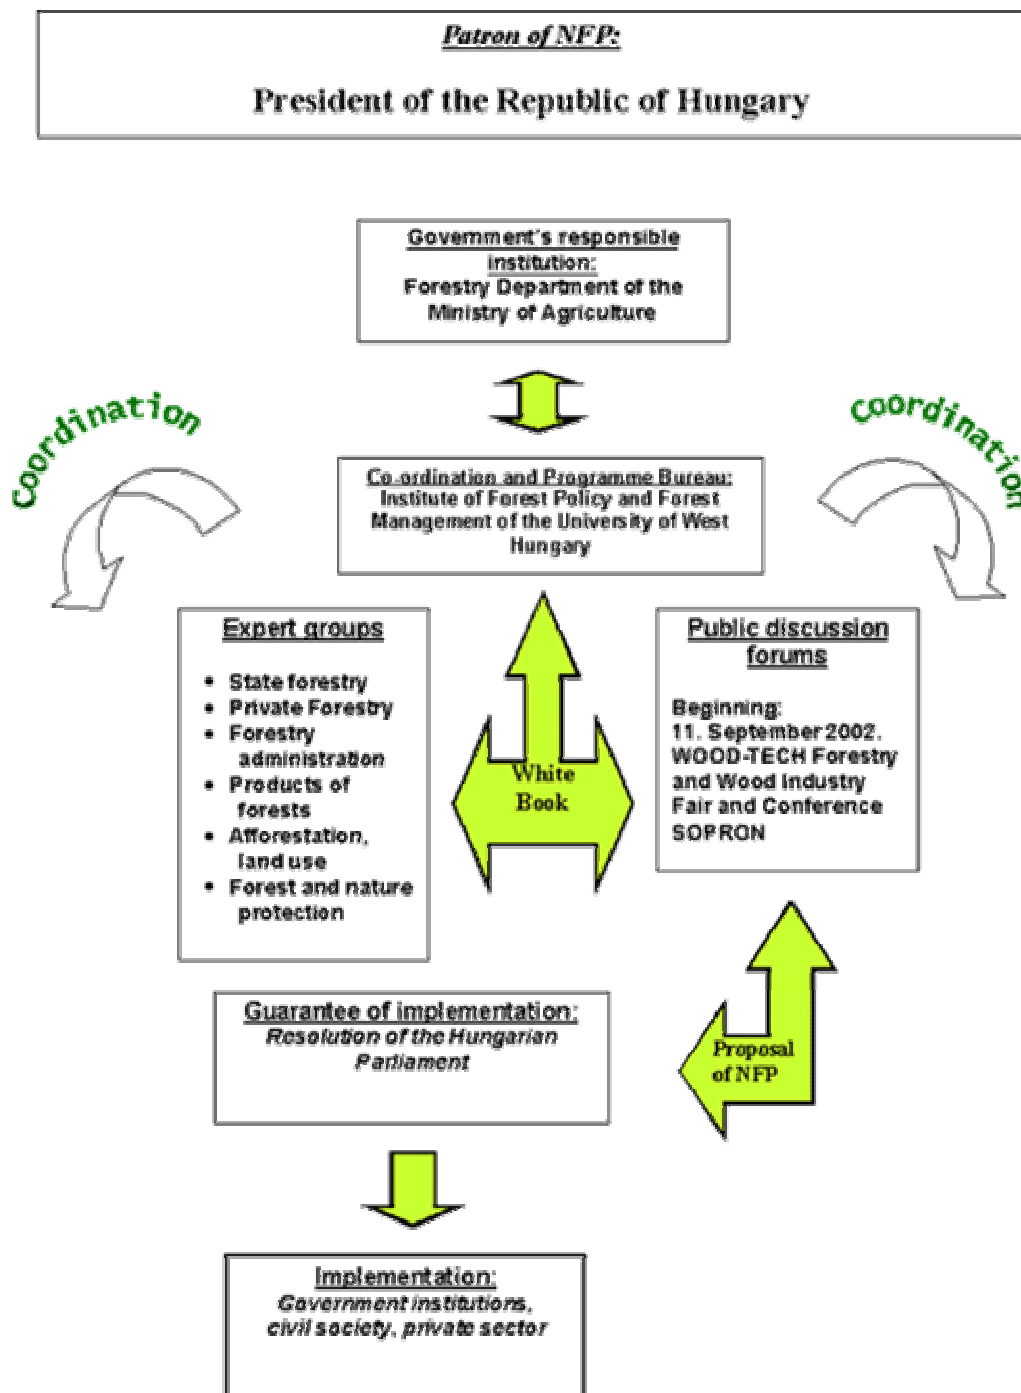 Patron of NFP:
President of the Republic of Hungary
Government's responsible
institution:
Forestry Department of the
Ministry of Agriculture
Coordination
Coordination
Co-ordination and Programme Bureau:
Institute of Forest Policy and Forest
Management of the University of West
Hungary
Expert groups
• State forestry
• Private Forestry
• Forestry
administration
• Products of
forests
• Afforestation,
land use
• Forest and nature
protection
White
Book
Public discussion
forums
Beginning:
11. September 2002.
WOOD-TECH Forestry
and Wood Industry
Fair and Conference
SOPRON
Guarantee of implementation:
Resolution of the Hungarian
Parliament
Proposal
of NFP
Implementation:
Government institutions,
civil society, private sector